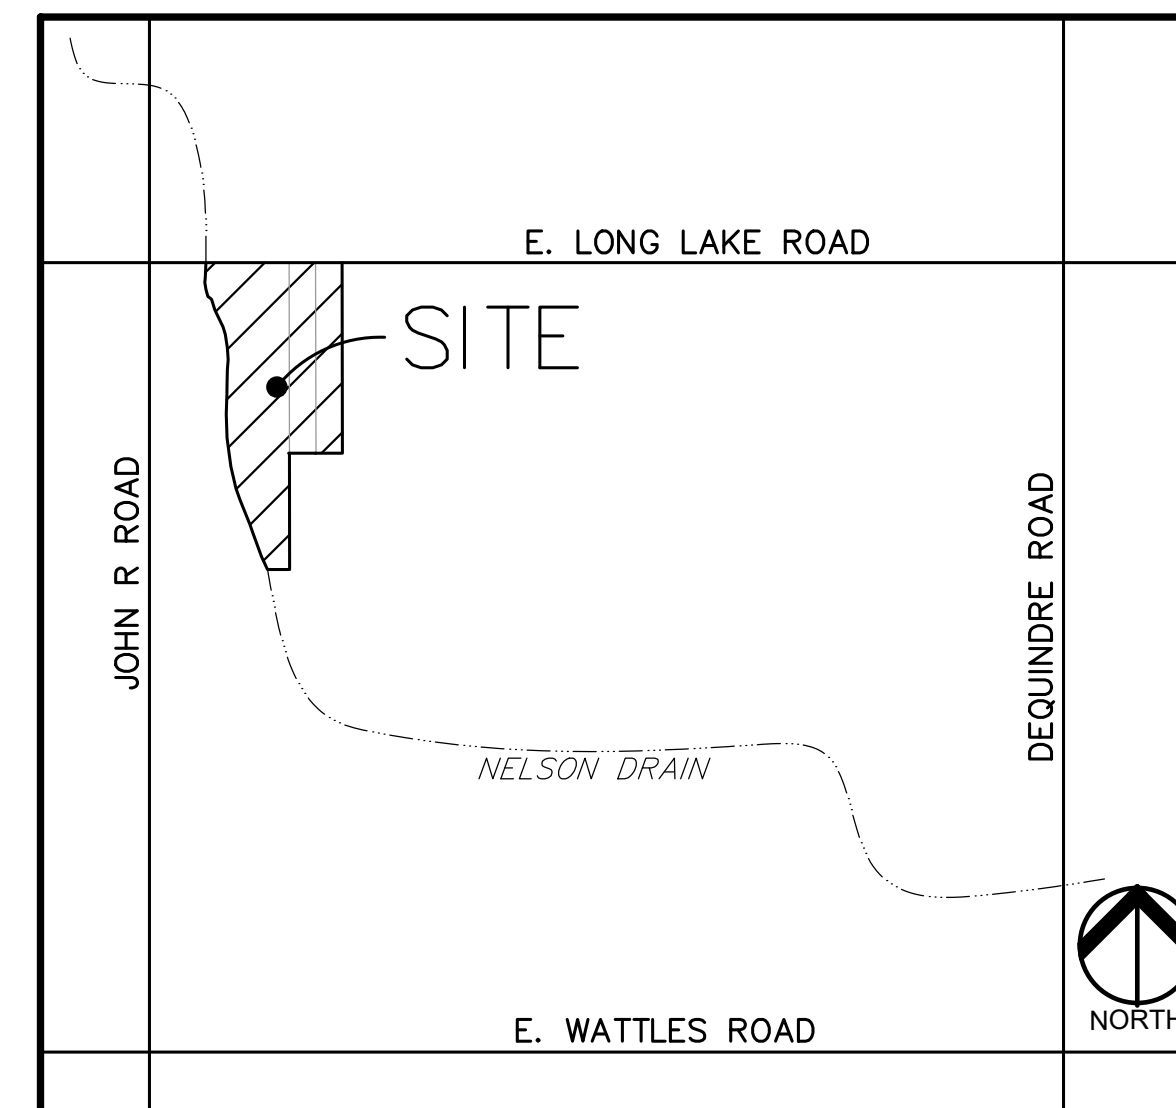 E. LONG LAKE ROAD
SITE
JOHN R ROAD
DEQUINDRE ROAD
NELSON DRAIN
NORTH
E. WATTLES ROAD